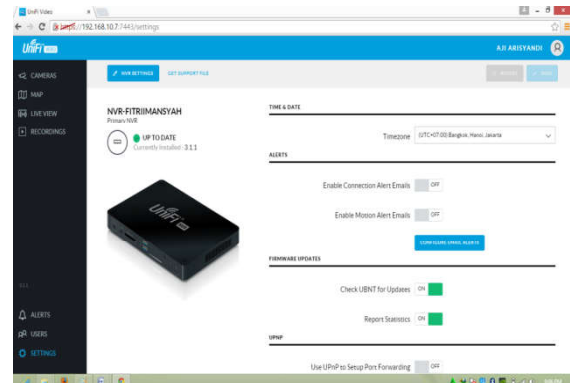 UniFi Video
https://192.168.10.7:7443/settings
UniFi
AJI ARISYANDI
CAMERAS
MAP
LIVE VIEW
RECORDINGS
NVR SETTINGS
GET SUPPORT FILE
NVR-FITRIIMANSYAH
Primary NVR
UP TO DATE
Currently Installed: 3.1.1
UniFi
TIME & DATE
Timezone
(UTC+07:00) Bangkok, Hanoi, Jakarta
ALERTS
Enable Connection Alert Emails OFF
Enable Motion Alert Emails OFF
CONFIGURE EMAIL ALERTS
FIRMWARE UPDATES
Check UBNT for Updates ON
Report Statistics ON
UPNP
Use UPnP to Setup Port Forwarding OFF
ALERTS
USERS
SETTINGS